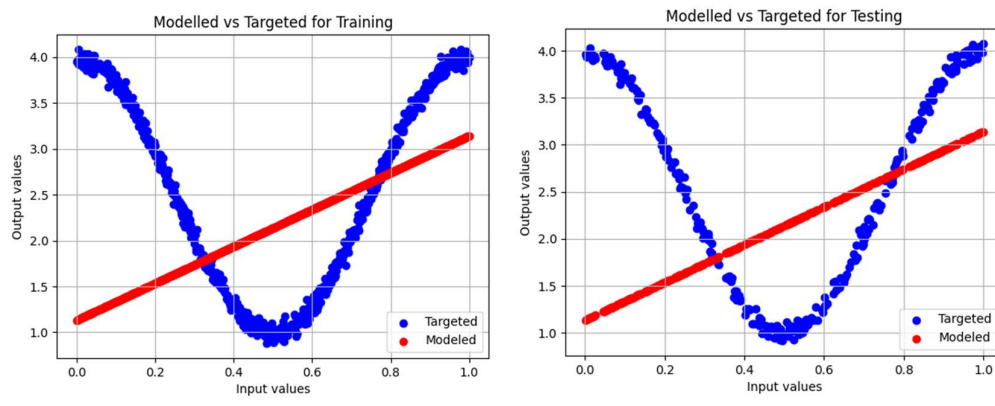 Modelled vs Targeted for Training
4.0
3.5
3.0
2.5
2.0
1.5
1.0
Output values
0.0 0.2 0.4 0.6 0.8 1.0
Input values
Targeted
Modeled
Modelled vs Targeted for Testing
4.0
3.5
3.0
2.5
2.0
1.5
1.0
Output values
0.0 0.2 0.4 0.6 0.8 1.0
Input values
Targeted
Modeled